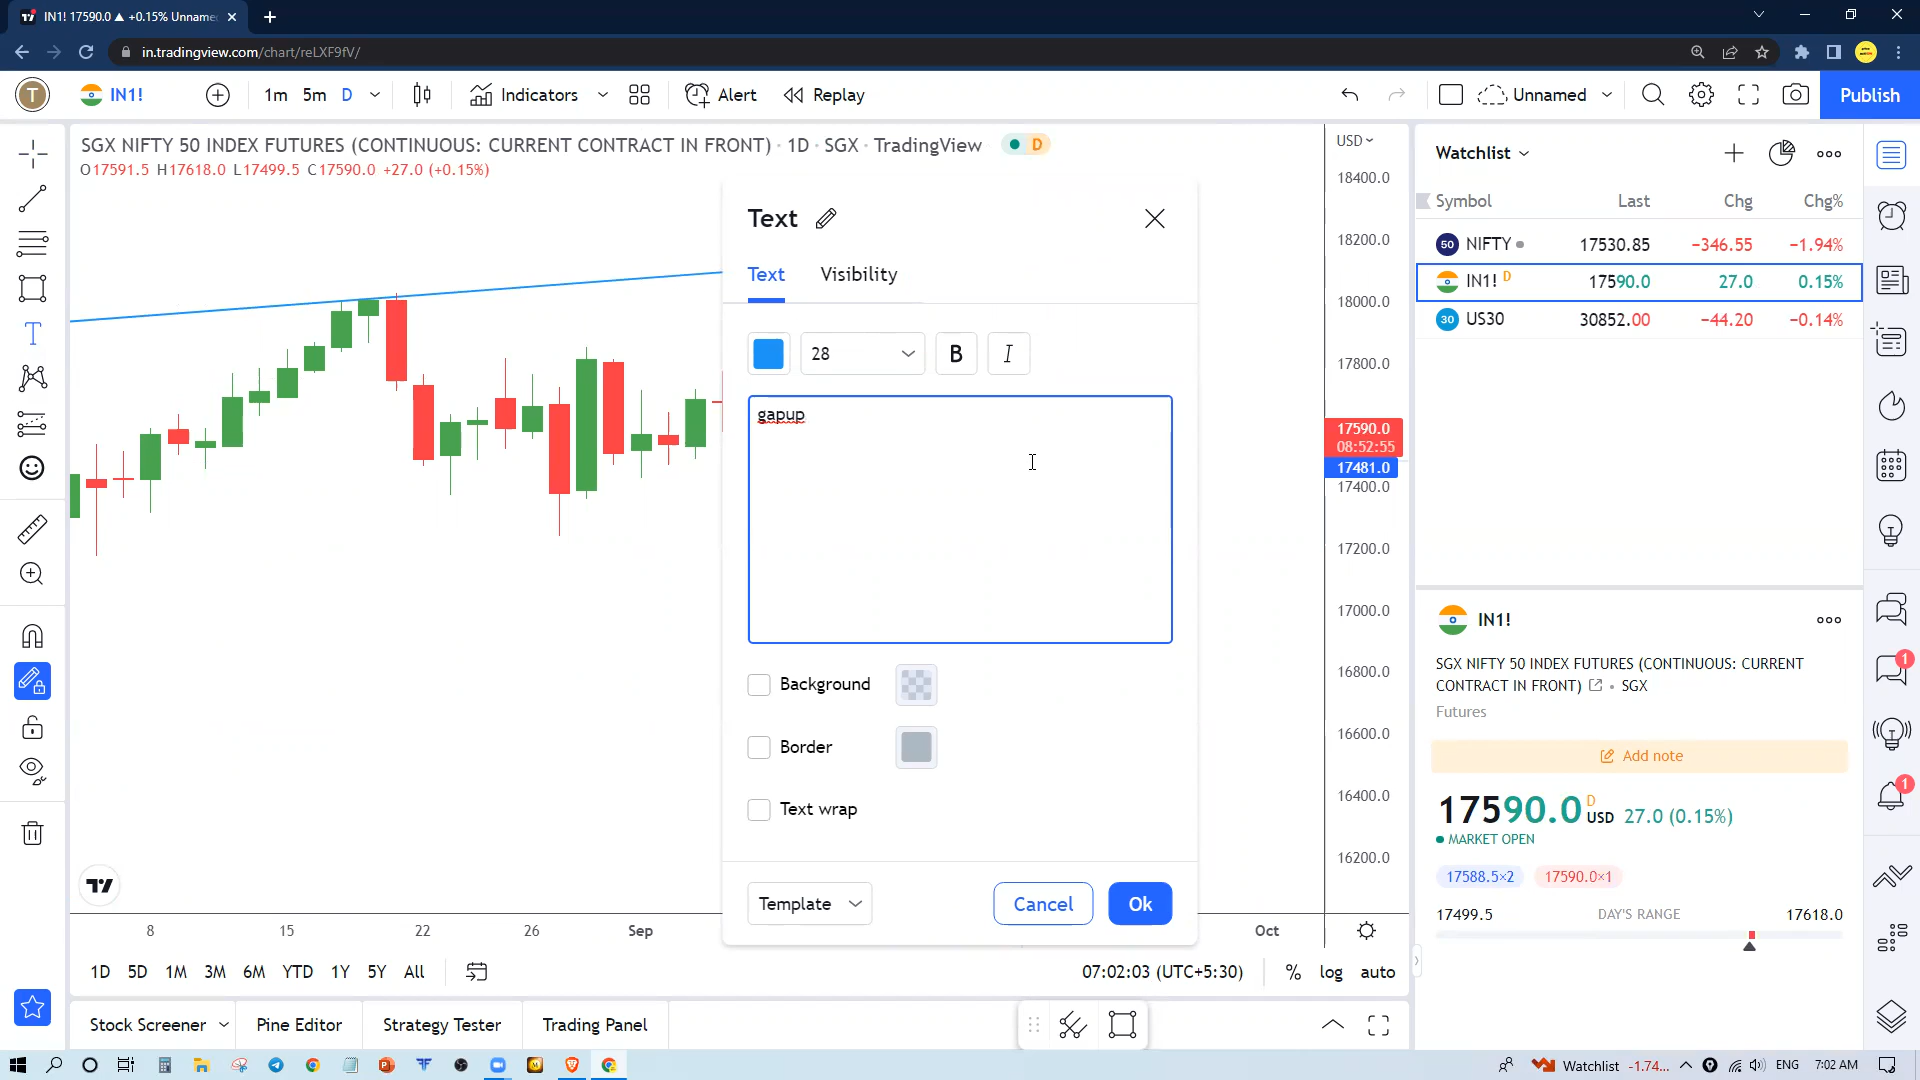 IN1! 17590.0 ▲ +0.15% Unname
in.tradingview.com/chart/reLXF9fV/
T IN1! 1m 5m D Indicators Alert Replay Unnamed Publish
SGX NIFTY 50 INDEX FUTURES (CONTINUOUS: CURRENT CONTRACT IN FRONT) · 1D · SGX · TradingView D
O17591.5 H17618.0 L17499.5 C17590.0 +27.0 (+0.15%)
USD
18400.0
18200.0
18000.0
17800.0
17590.0
08:52:55
17481.0
17400.0
17200.0
17000.0
16800.0
16600.0
16400.0
16200.0
Text
Text Visibility
28 B I
gapup
Background
Border
Text wrap
Template Cancel Ok
8 15 22 26 Sep Oct
1D 5D 1M 3M 6M YTD 1Y 5Y All 07:02:03 (UTC+5:30) % log auto
Stock Screener Pine Editor Strategy Tester Trading Panel
Watchlist
Symbol Last Chg Chg%
50 NIFTY 17530.85 −346.55 −1.94%
IN1! D 17590.0 27.0 0.15%
30 US30 30852.00 −44.20 −0.14%
IN1!
SGX NIFTY 50 INDEX FUTURES (CONTINUOUS: CURRENT
CONTRACT IN FRONT) • SGX
Futures
Add note
17590.0 D USD 27.0 (0.15%)
MARKET OPEN
17588.5×2 17590.0×1
17499.5 DAY'S RANGE 17618.0
1
1
Watchlist -1.74... ENG 7:02 AM